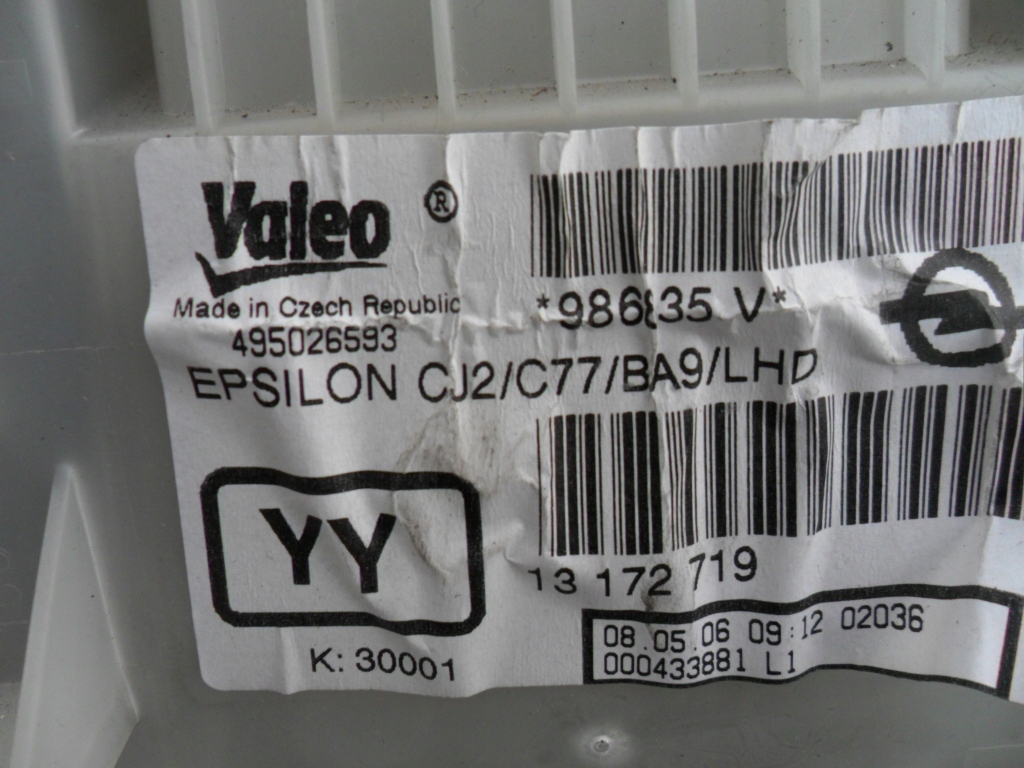 Valeo ®
Made in Czech Republic
495026593
*986835 V*
EPSILON CJ2/C77/BA9/LHD
YY
13 172 719
K: 30001
08.05.06 09:12 02036
000433881 L1